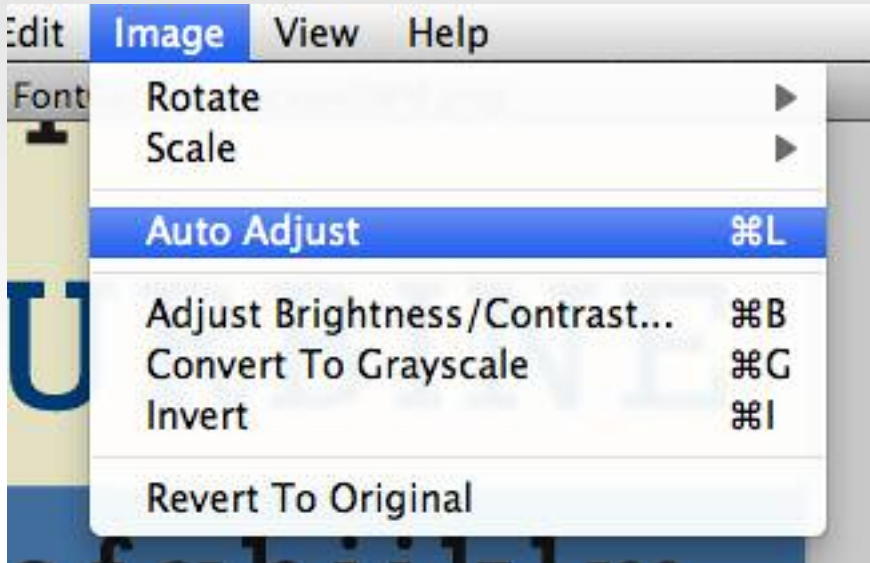 Edit Image View Help
Font
Rotate
Scale
Auto Adjust ⌘L
Adjust Brightness/Contrast... ⌘B
Convert To Grayscale ⌘G
Invert ⌘I
Revert To Original